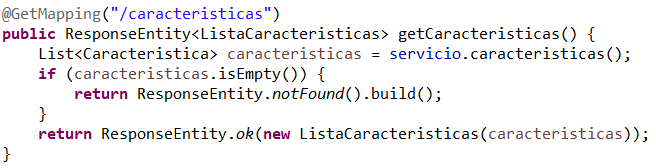 @GetMapping("/caracteristicas")
public ResponseEntity<ListaCaracteristicas> getCaracteristicas() {
    List<Caracteristica> caracteristicas = servicio.caracteristicas();
    if (caracteristicas.isEmpty()) {
        return ResponseEntity.notFound().build();
    }
    return ResponseEntity.ok(new ListaCaracteristicas(caracteristicas));
}